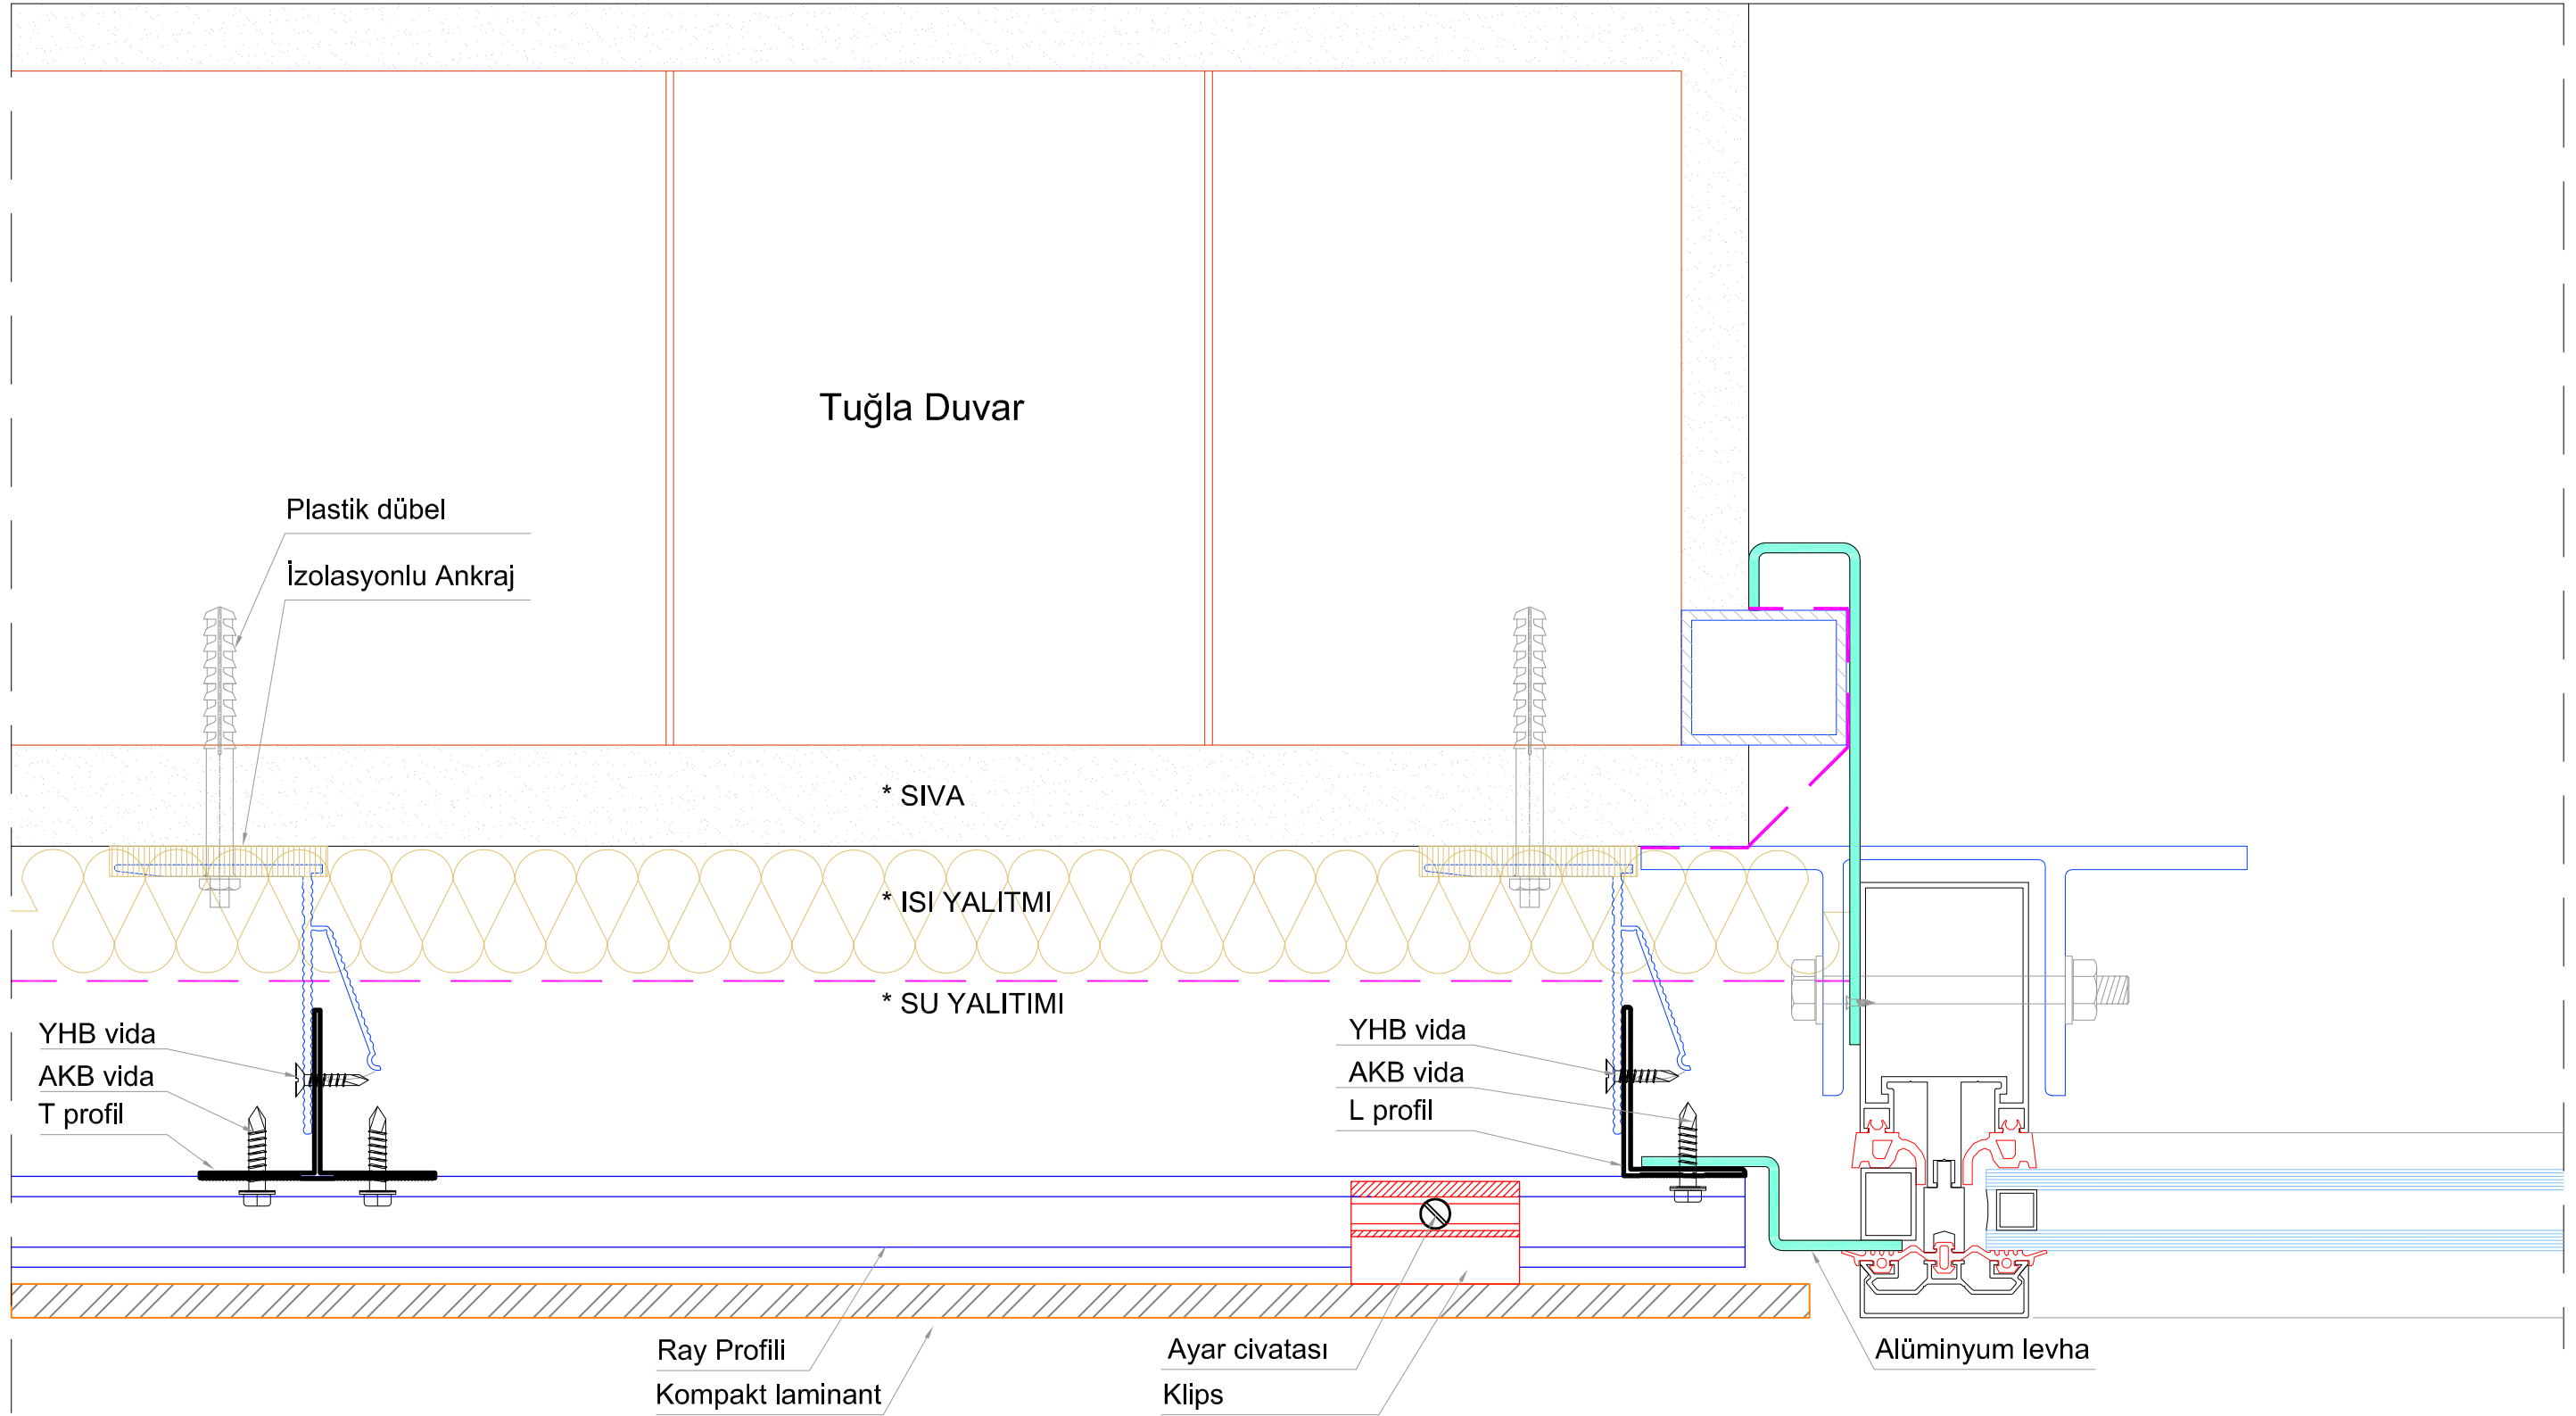 Tuğla Duvar
Plastik dübel
İzolasyonlu Ankraj
* SIVA
* ISI YALITMI
* SU YALITIMI
YHB vida
AKB vida
T profil
YHB vida
AKB vida
L profil
Ray Profili
Kompakt laminant
Ayar civatası
Klips
Alüminyum levha